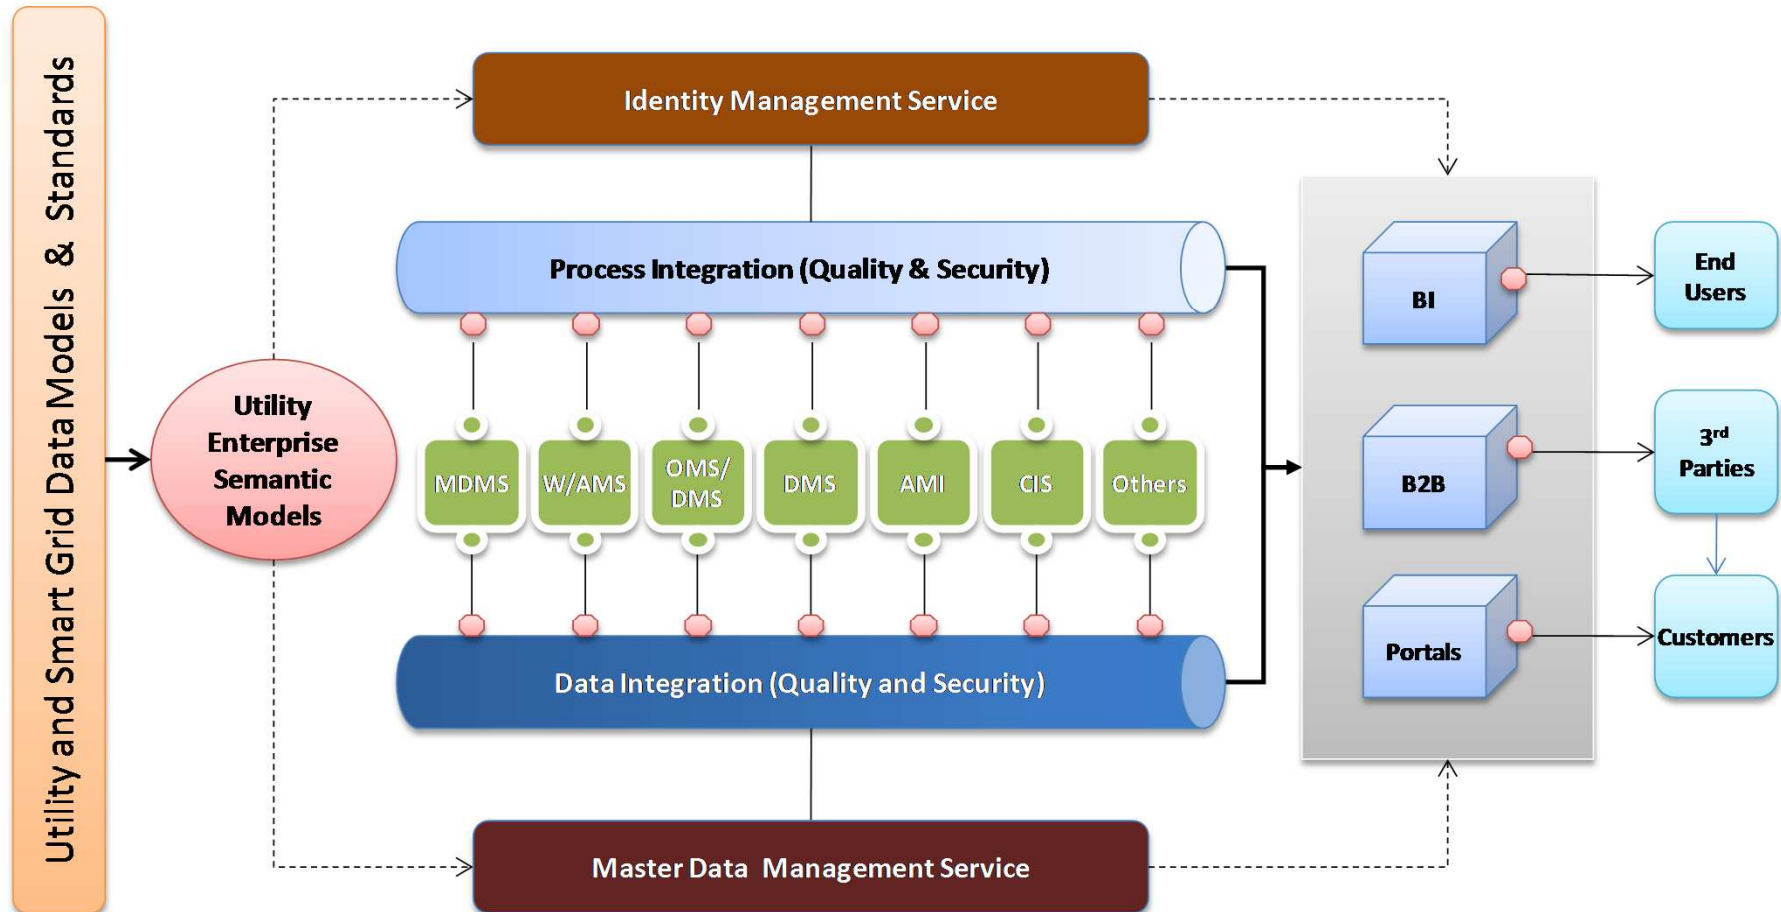 Utility and Smart Grid Data Models & Standards
Utility
Enterprise
Semantic
Models
Identity Management Service
Process Integration (Quality & Security)
MDMS
W/AMS
OMS/
DMS
DMS
AMI
CIS
Others
Data Integration (Quality and Security)
Master Data Management Service
BI
B2B
Portals
End
Users
3rd
Parties
Customers